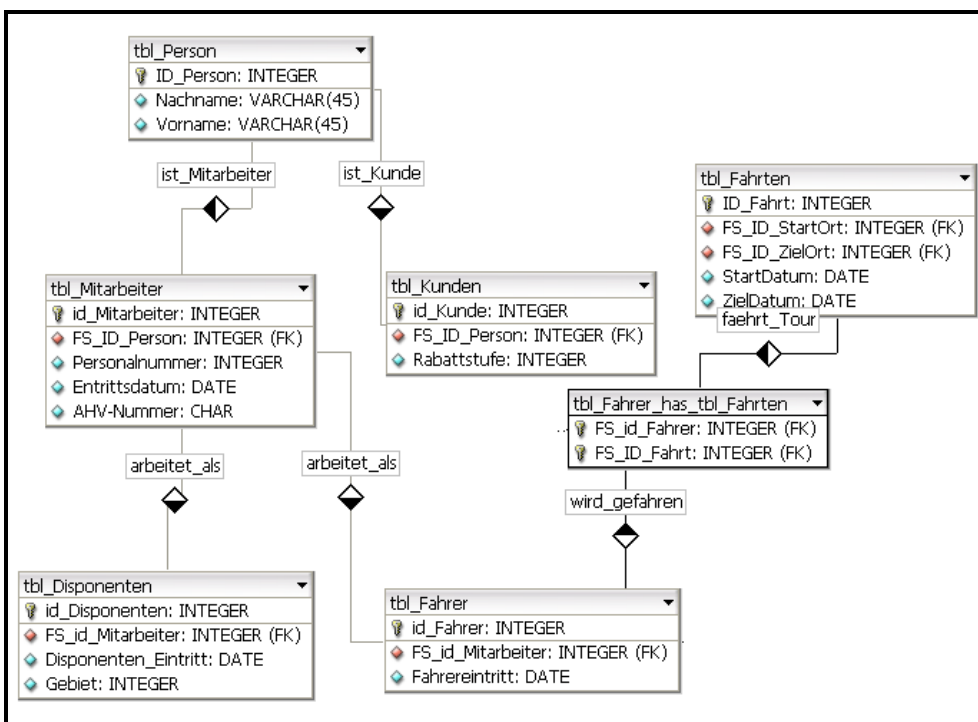 tbl_Person
ID_Person: INTEGER
Nachname: VARCHAR(45)
Vorname: VARCHAR(45)
ist_Mitarbeiter
ist_Kunde
tbl_Fahrten
ID_Fahrt: INTEGER
FS_ID_StartOrt: INTEGER (FK)
FS_ID_ZielOrt: INTEGER (FK)
StartDatum: DATE
ZielDatum: DATE
faehrt_Tour
tbl_Mitarbeiter
id_Mitarbeiter: INTEGER
FS_ID_Person: INTEGER (FK)
Personalnummer: INTEGER
Entrittsdatum: DATE
AHV-Nummer: CHAR
tbl_Kunden
id_Kunde: INTEGER
FS_ID_Person: INTEGER (FK)
Rabattstufe: INTEGER
tbl_Fahrer_has_tbl_Fahrten
FS_id_Fahrer: INTEGER (FK)
FS_ID_Fahrt: INTEGER (FK)
arbeitet_als
arbeitet_als
wird_gefahren
tbl_Disponenten
id_Disponenten: INTEGER
FS_id_Mitarbeiter: INTEGER (FK)
Disponenten_Eintritt: DATE
Gebiet: INTEGER
tbl_Fahrer
id_Fahrer: INTEGER
FS_id_Mitarbeiter: INTEGER (FK)
Fahrereintritt: DATE